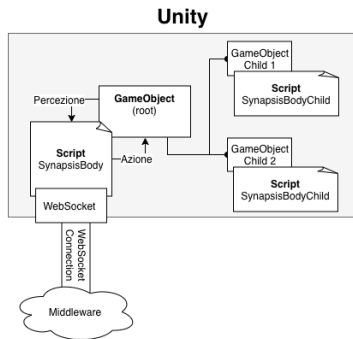 Unity
GameObject
Child 1
Script
SynapsisBodyChild
Percezione
GameObject
(root)
Script
SynapsisBody
Azione
GameObject
Child 2
Script
SynapsisBodyChild
WebSocket
WebSocket
Connection
Middleware